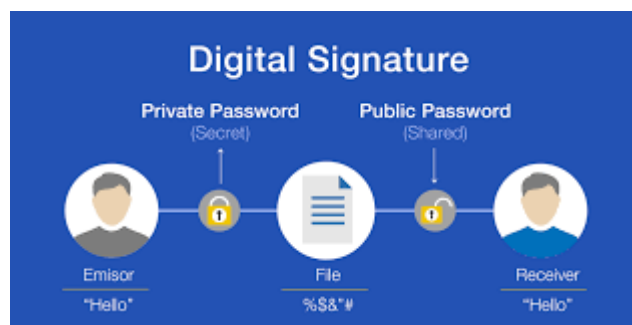 Digital Signature
Private Password
(Secret)
Public Password
(Shared)
Emisor
File
Receiver
"Hello"
%$&"#
"Hello"